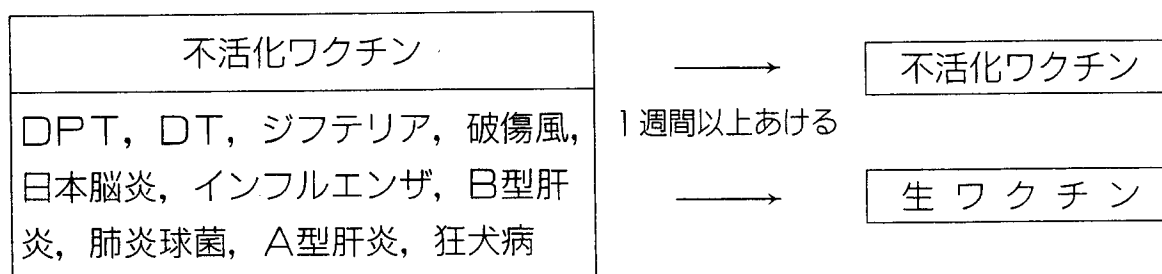 不活化ワクチン
DPT，DT，ジフテリア，破傷風，
日本脳炎，インフルエンザ，B型肝
炎，肺炎球菌，A型肝炎，狂犬病
1週間以上あける
不活化ワクチン
生ワクチン